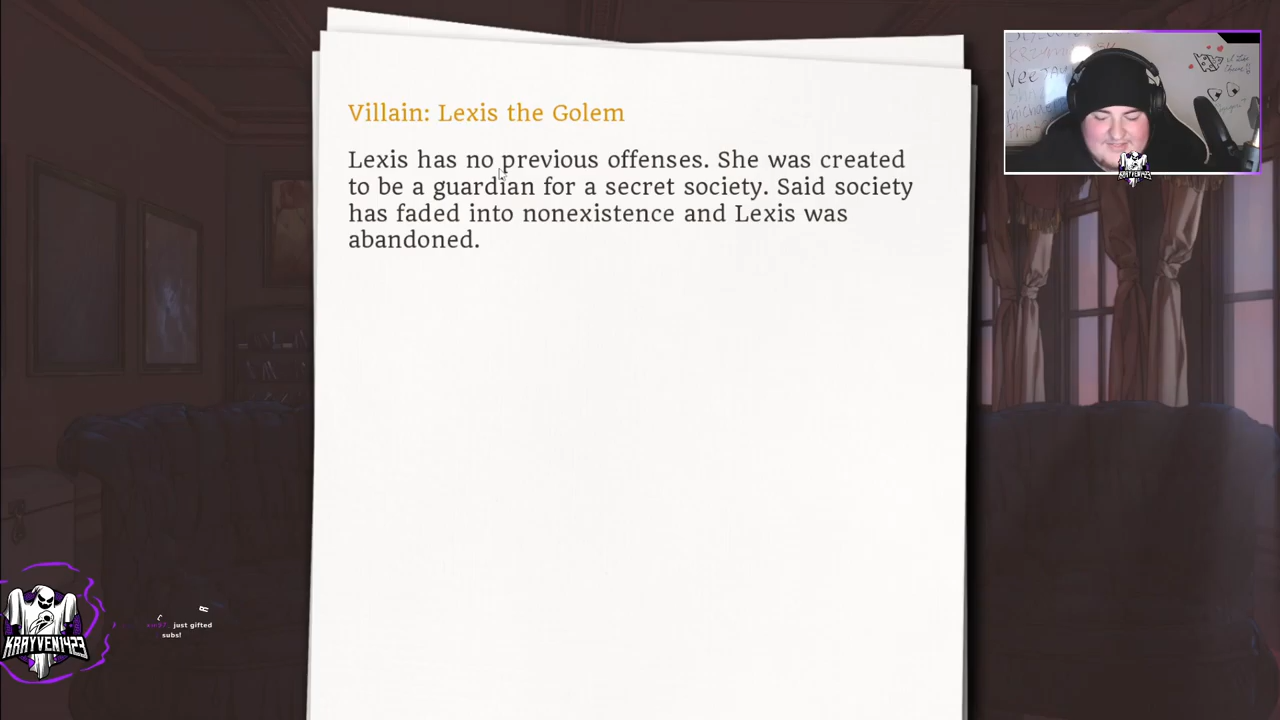 Villain: Lexis the Golem
Lexis has no previous offenses. She was created
to be a guardian for a secret society. Said society
has faded into nonexistence and Lexis was
abandoned.
Vee
KRAYVEN1423
just gifted
subs!